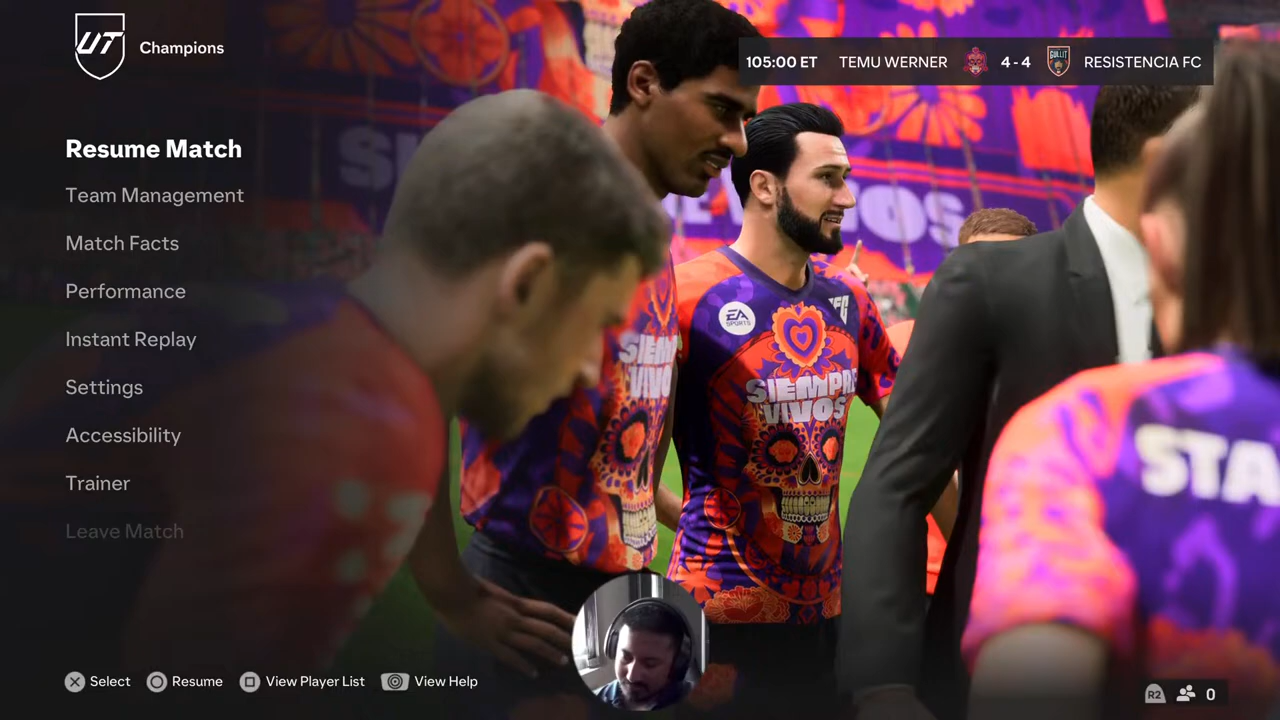 UT
Champions
105:00 ET TEMU WERNER 4 - 4 GULLIT RESISTENCIA FC
Resume Match
Team Management
Match Facts
Performance
Instant Replay
Settings
Accessibility
Trainer
Leave Match
EA
SPORTS
SIEMPRE
VIVOS
STA
Select Resume View Player List View Help
R2 0